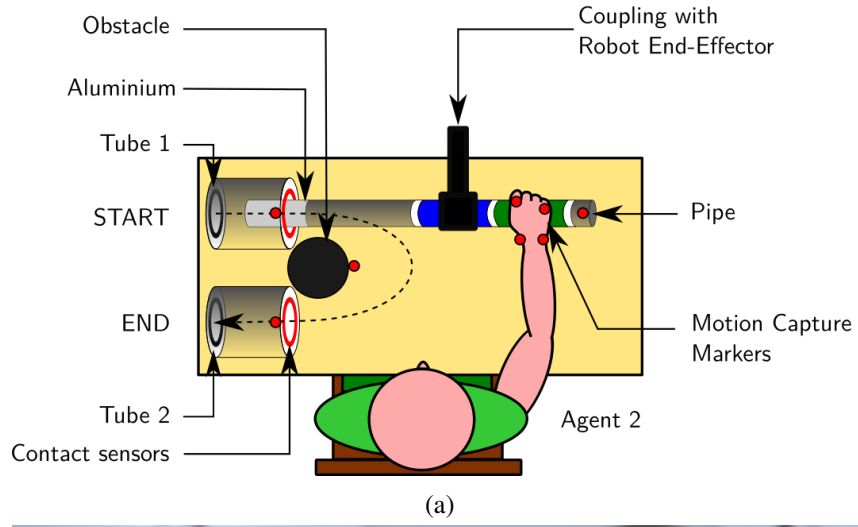 Obstacle
Coupling with
Robot End-Effector
Aluminium
Tube 1
START
Pipe
END
Motion Capture
Markers
Tube 2
Agent 2
Contact sensors
(a)